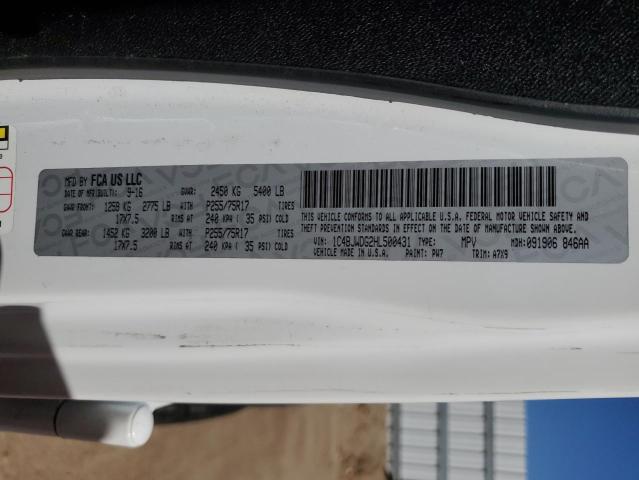 MFD BY FCA US LLC
DATE OF MFR(BUILT): 9-16 GVWR: 2450 KG 5400 LB
GAWR FRONT: 1259 KG 2775 LB WITH P255/75R17 TIRES
17X7.5 RIMS AT 240 KPA ( 35 PSI) COLD
GAWR REAR: 1452 KG 3200 LB WITH P255/75R17 TIRES
17X7.5 RIMS AT 240 KPA ( 35 PSI) COLD
THIS VEHICLE CONFORMS TO ALL APPLICABLE U.S.A. FEDERAL MOTOR VEHICLE SAFETY AND
THEFT PREVENTION STANDARDS IN EFFECT ON THE DATE OF MANUFACTURE SHOWN ABOVE.
VIN: 1C4BJWDG2HL500431 TYPE: MPV MDH: 091906 846AA
VEHICLE MADE IN U.S.A. PAINT: PW7 TRIM: A7X9